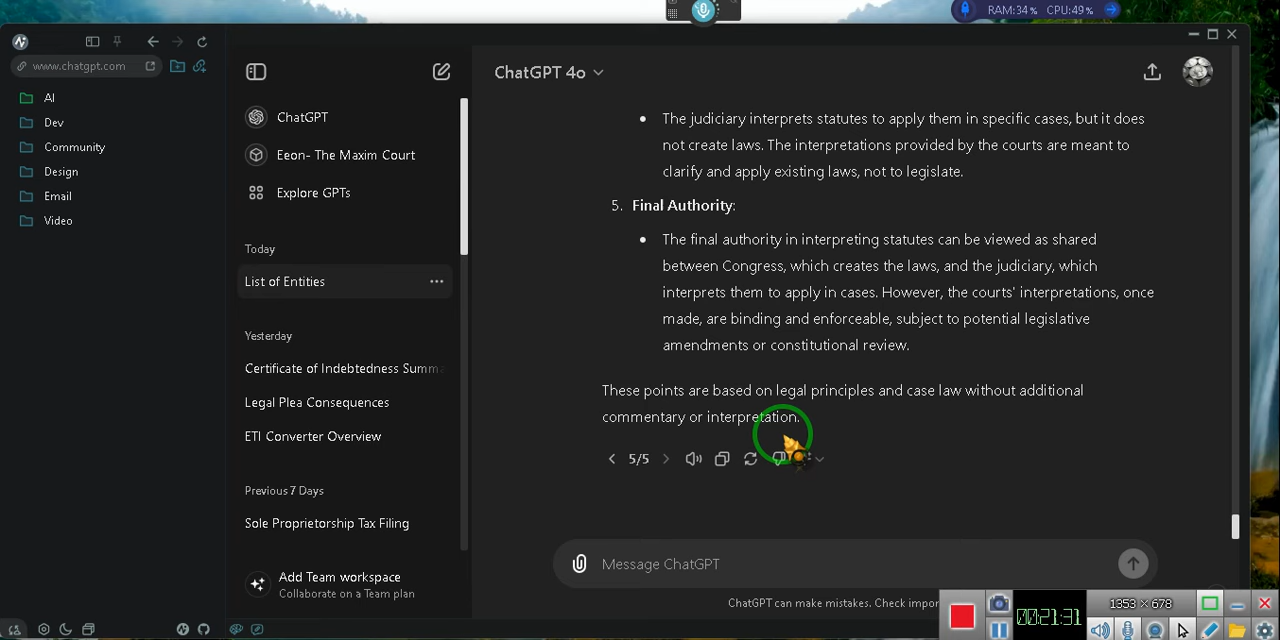 RAM:34% CPU:49%
www.chatgpt.com
AI
Dev
Community
Design
Email
Video
ChatGPT
Eeon- The Maxim Court
Explore GPTs
Today
List of Entities
Yesterday
Certificate of Indebtedness Summa
Legal Plea Consequences
ETI Converter Overview
Previous 7 Days
Sole Proprietorship Tax Filing
Add Team workspace
Collaborate on a Team plan
ChatGPT 4o
The judiciary interprets statutes to apply them in specific cases, but it does
not create laws. The interpretations provided by the courts are meant to
clarify and apply existing laws, not to legislate.
5. Final Authority:
The final authority in interpreting statutes can be viewed as shared
between Congress, which creates the laws, and the judiciary, which
interprets them to apply in cases. However, the courts' interpretations, once
made, are binding and enforceable, subject to potential legislative
amendments or constitutional review.
These points are based on legal principles and case law without additional
commentary or interpretation.
5/5
Message ChatGPT
ChatGPT can make mistakes. Check impor
00:21:31
1353 × 678